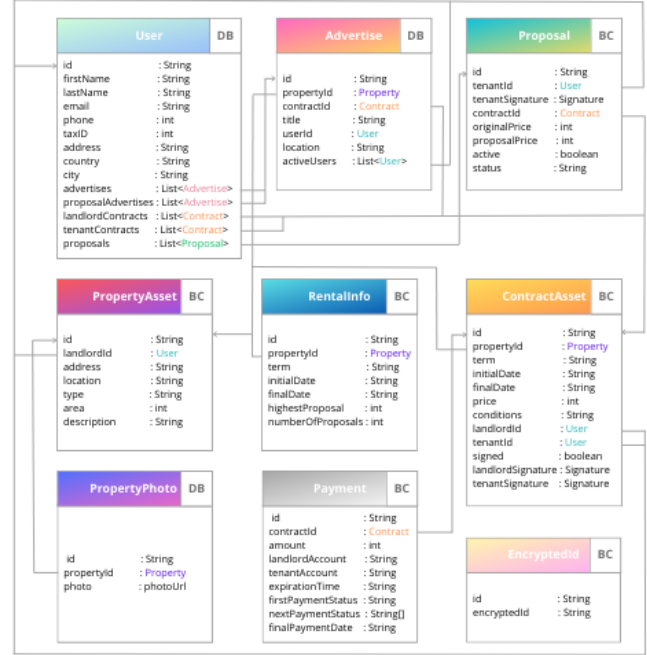 User DB
id : String
firstName : String
lastName : String
email : String
phone : int
taxID : int
address : String
country : String
city : String
advertises : List<Advertise>
proposalAdvertises : List<Advertise>
landlordContracts : List<Contract>
tenantContracts : List<Contract>
proposals : List<Proposal>
Advertise DB
id : String
propertyId : Property
contractId : Contract
title : String
userId : User
location : String
activeUsers : List<User>
Proposal BC
id : String
tenantId : User
tenantSignature : Signature
contractId : Contract
originalPrice : int
proposalPrice : int
active : boolean
status : String
PropertyAsset BC
id : String
landlordId : User
address : String
location : String
type : String
area : int
description : String
RentalInfo BC
id : String
propertyId : Property
term : String
initialDate : String
finalDate : String
highestProposal : int
numberOfProposals : int
ContractAsset BC
id : String
propertyId : Property
term : String
initialDate : String
finalDate : String
price : int
conditions : String
landlordId : User
tenantId : User
signed : boolean
landlordSignature : Signature
tenantSignature : Signature
PropertyPhoto DB
id : String
propertyId : Property
photo : photoUrl
Payment BC
id : String
contractId : Contract
amount : int
landlordAccount : String
tenantAccount : String
expirationTime : String
firstPaymentStatus : String
nextPaymentStatus : String[]
finalPaymentDate : String
EncryptedId BC
id : String
encryptedId : String